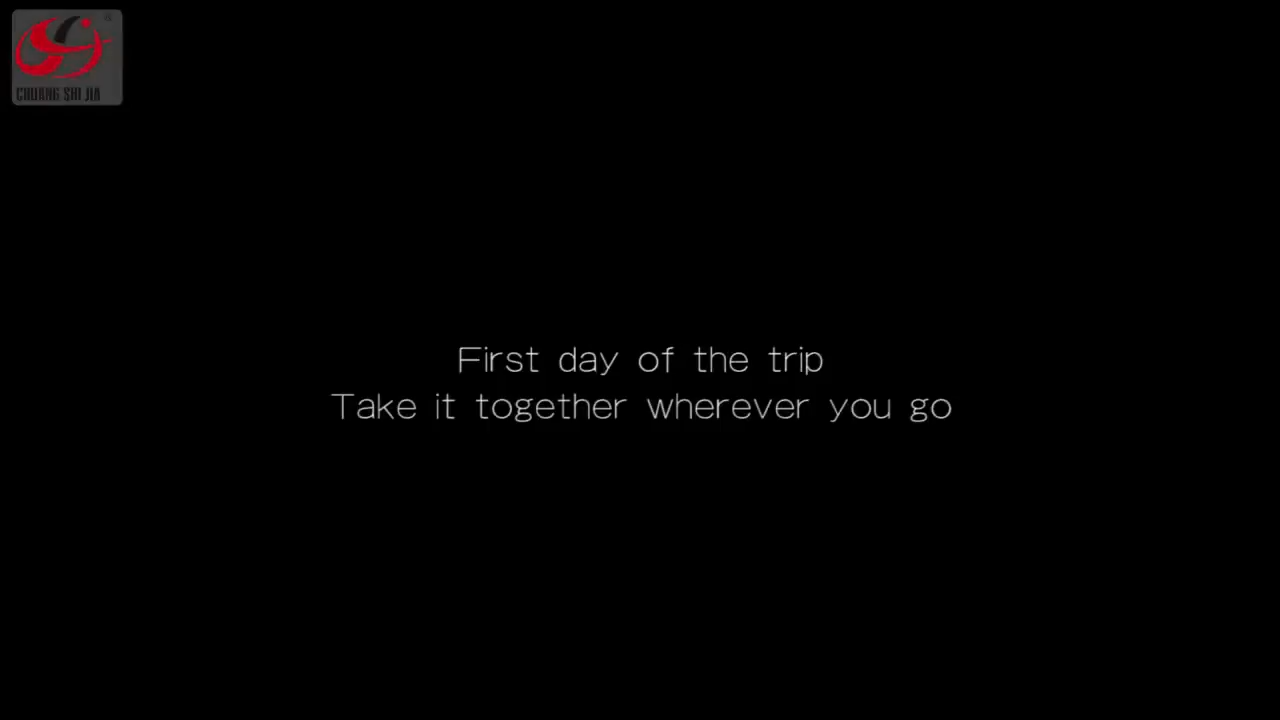 CHUANG SHI JIA
First day of the trip
Take it together wherever you go